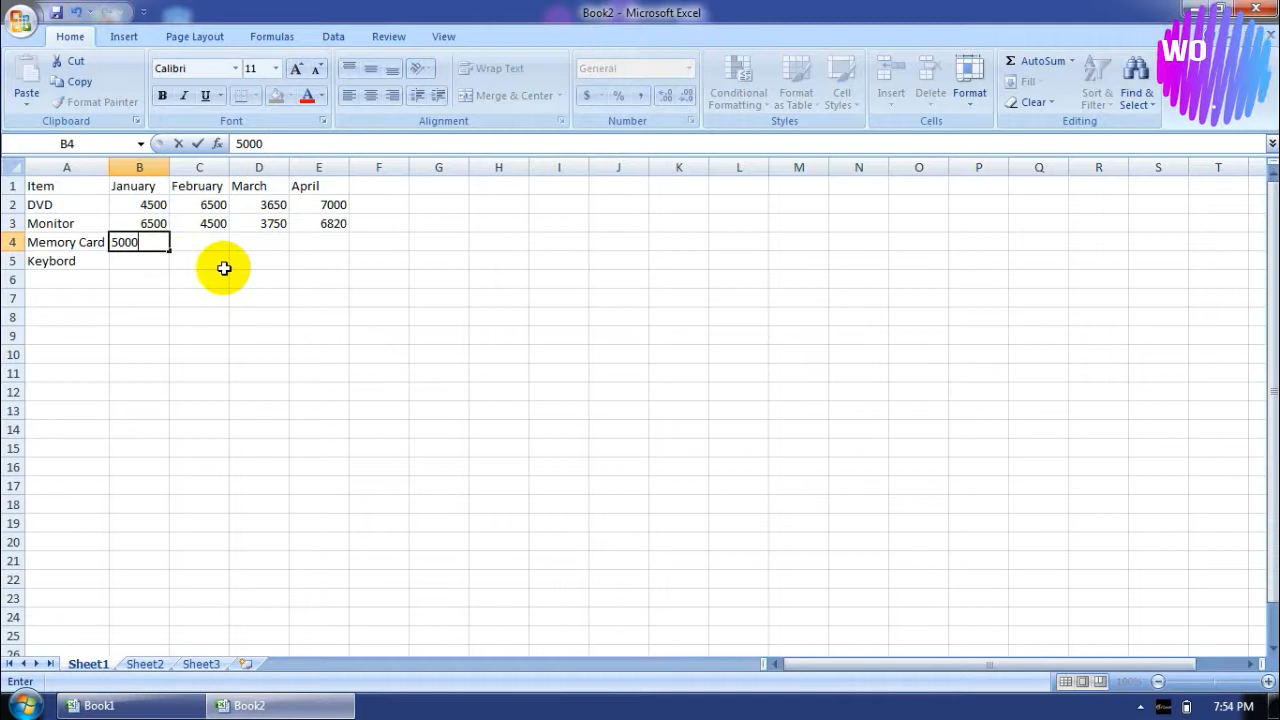 Book2 - Microsoft Excel
Home Insert Page Layout Formulas Data Review View
WO
Paste
Cut
Copy
Format Painter
Clipboard
Calibri 11 A A
B I U A
Font
Wrap Text
Merge & Center
Alignment
General
$ % ,
Number
Conditional Formatting
Format as Table
Cell Styles
Styles
Insert
Delete
Format
Cells
Σ AutoSum
Fill
Clear
Sort & Filter
Find & Select
Editing
B4 fx 5000
A B C D E F G H I J K L M N O P Q R S T
1 Item January February March April
2 DVD 4500 6500 3650 7000
3 Monitor 6500 4500 3750 6820
4 Memory Card 5000
5 Keybord
6
7
8
9
10
11
12
13
14
15
16
17
18
19
20
21
22
23
24
25
26
Sheet1 Sheet2 Sheet3
Enter 100%
Book1 Book2 7:54 PM